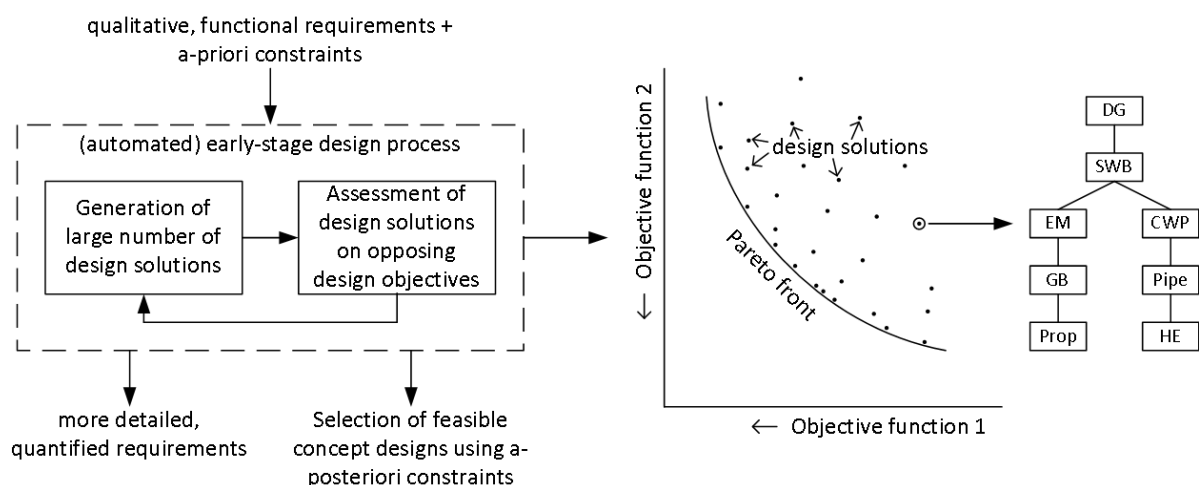 qualitative, functional requirements +
a-priori constraints
(automated) early-stage design process
Generation of
large number of
design solutions
Assessment of
design solutions
on opposing
design objectives
more detailed,
quantified requirements
Selection of feasible
concept designs using a-
posteriori constraints
← Objective function 2
design solutions
Pareto front
← Objective function 1
DG
SWB
EM
CWP
GB
Pipe
Prop
HE